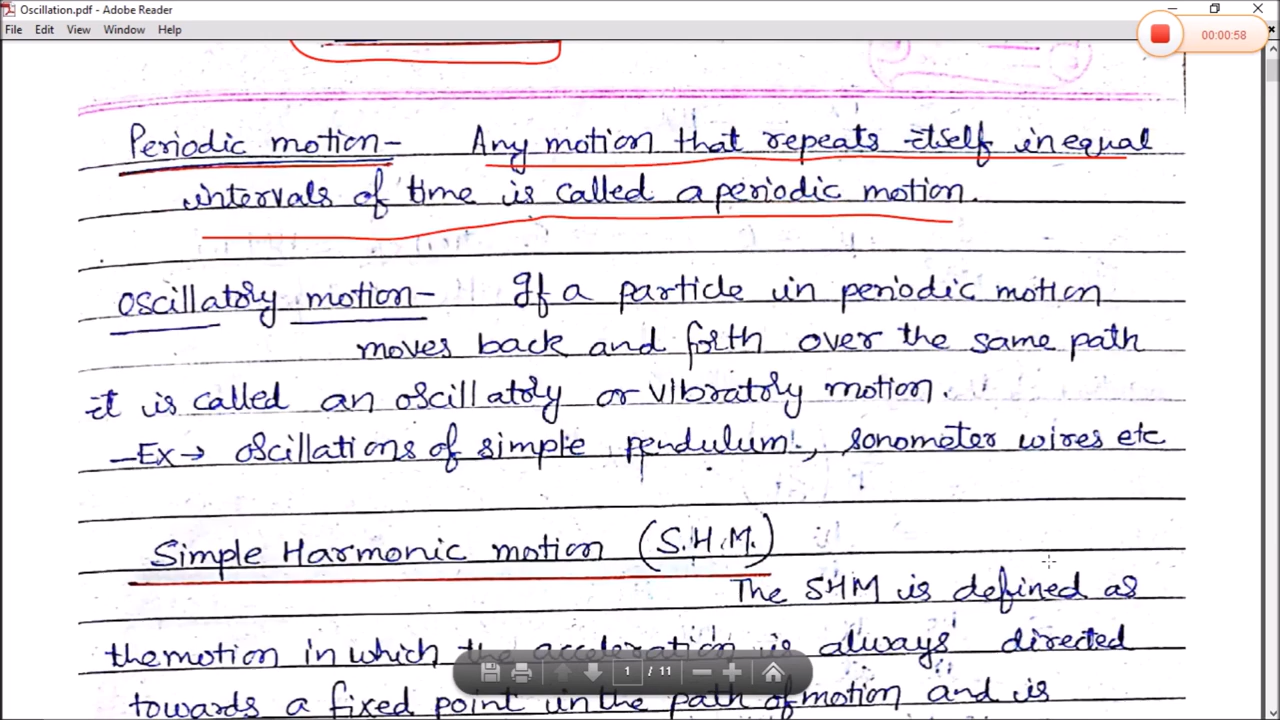 Oscillation.pdf - Adobe Reader
File Edit View Window Help
00:00:58
Periodic motion- Any motion that repeats itself in equal
intervals of time is called a periodic motion.
Oscillatory motion- If a particle in periodic motion
moves back and forth over the same path
it is called an oscillatory or vibratory motion.
-Ex→ oscillations of simple pendulum, sonometer wires etc
Simple Harmonic motion (S.H.M.)
The SHM is defined as
the motion in which the acceleration is always directed
1 / 11
towards a fixed point in the path of motion and is